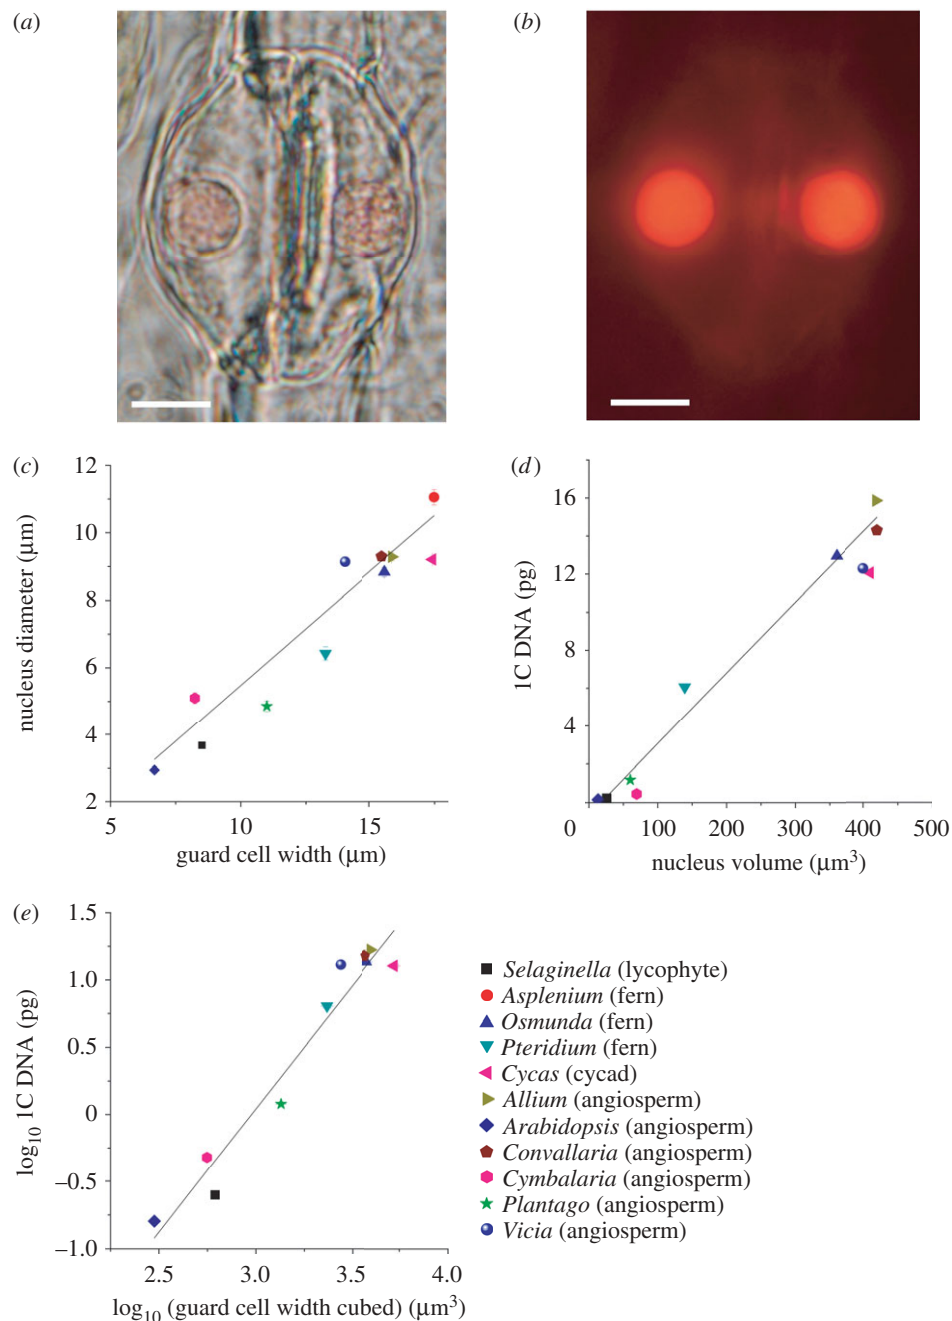 (a)
(b)
(c)
12
10
8
6
4
2
nucleus diameter (μm)
5
10
15
guard cell width (μm)
(d)
16
12
8
4
0
1C DNA (pg)
100
200
300
400
500
nucleus volume (μm³)
(e)
1.5
1.0
0.5
0
–0.5
–1.0
log₁₀ 1C DNA (pg)
2.5
3.0
3.5
4.0
log₁₀ (guard cell width cubed) (μm³)
Selaginella (lycophyte)
Asplenium (fern)
Osmunda (fern)
Pteridium (fern)
Cycas (cycad)
Allium (angiosperm)
Arabidopsis (angiosperm)
Convallaria (angiosperm)
Cymbalaria (angiosperm)
Plantago (angiosperm)
Vicia (angiosperm)